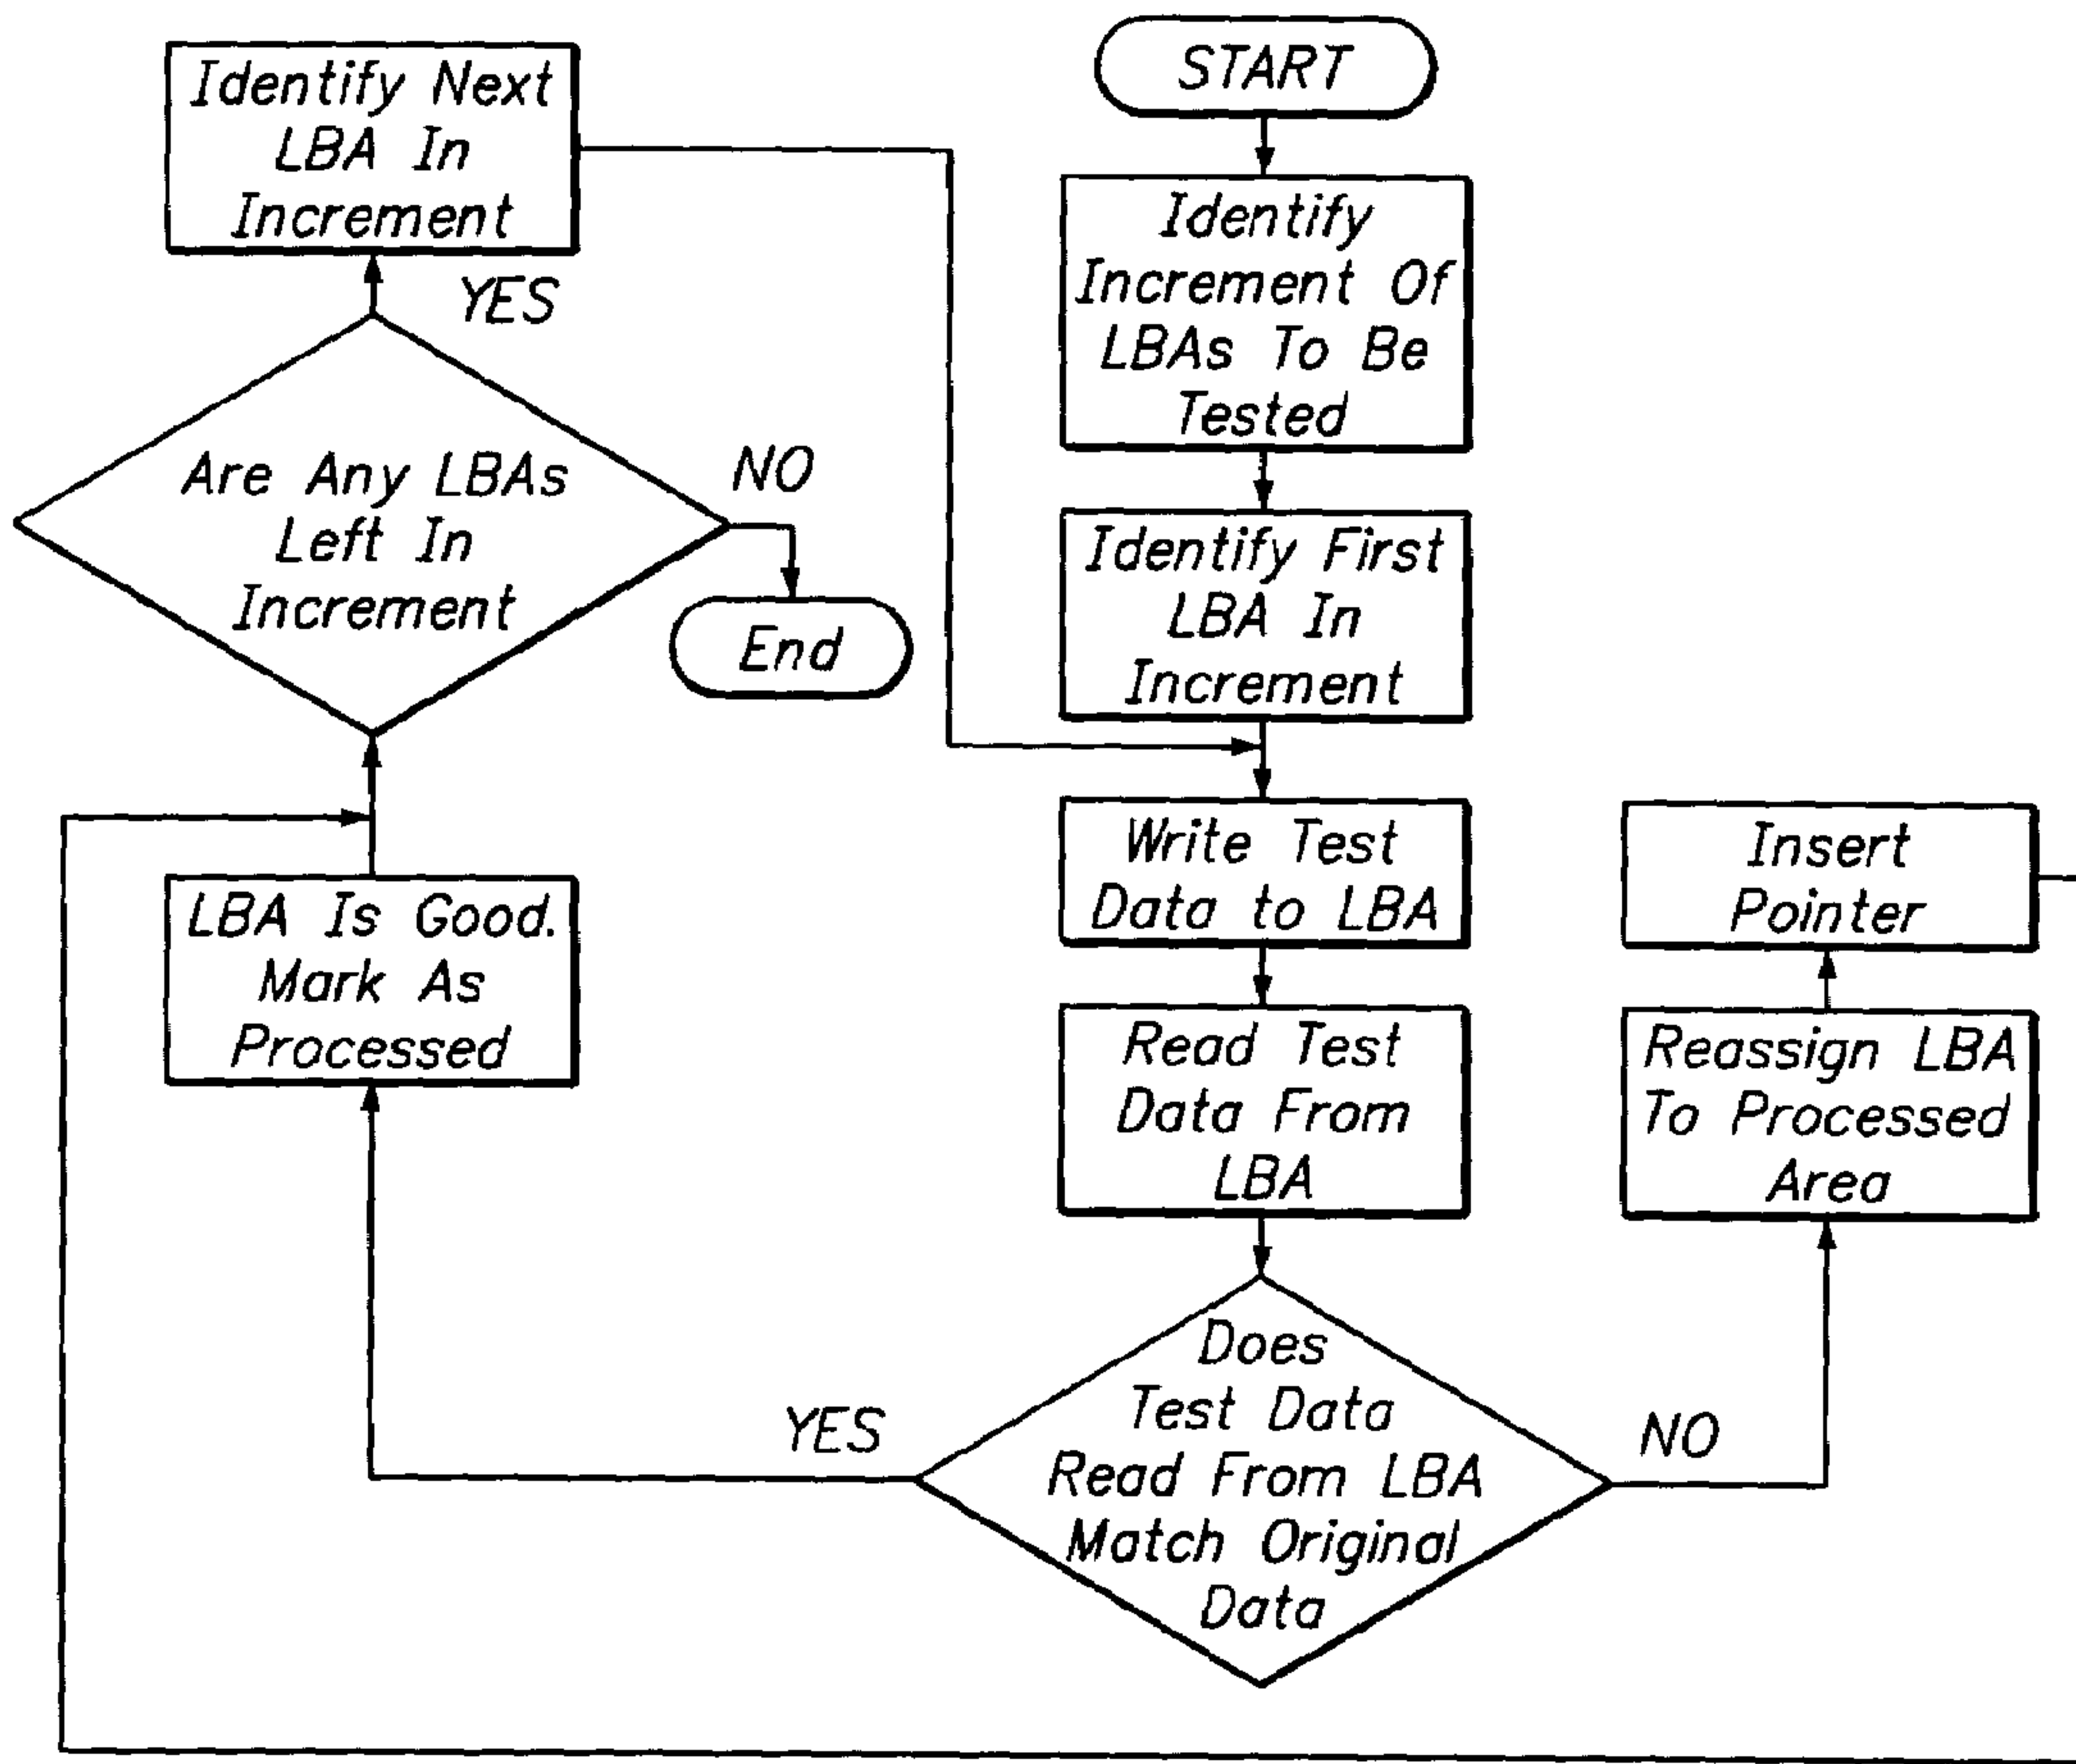 START
Identify
Increment Of
LBAs To Be
Tested
Identify First
LBA In
Increment
Write Test
Data to LBA
Read Test
Data From
LBA
Does
Test Data
Read From LBA
Match Original
Data
YES
NO
Reassign LBA
To Processed
Area
Insert
Pointer
LBA Is Good.
Mark As
Processed
Are Any LBAs
Left In
Increment
YES
NO
End
Identify Next
LBA In
Increment